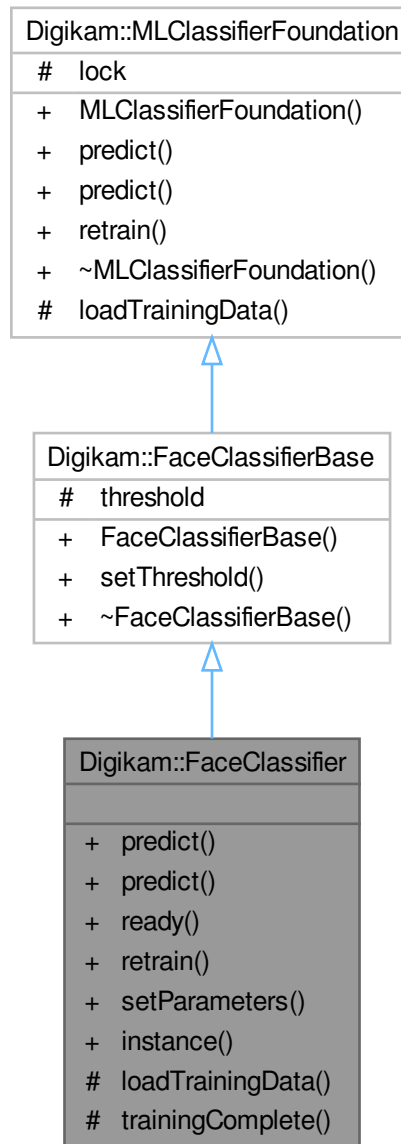 Digikam::MLClassifierFoundation
# lock
+ MLClassifierFoundation()
+ predict()
+ predict()
+ retrain()
+ ~MLClassifierFoundation()
# loadTrainingData()
Digikam::FaceClassifierBase
# threshold
+ FaceClassifierBase()
+ setThreshold()
+ ~FaceClassifierBase()
Digikam::FaceClassifier
+ predict()
+ predict()
+ ready()
+ retrain()
+ setParameters()
+ instance()
# loadTrainingData()
# trainingComplete()